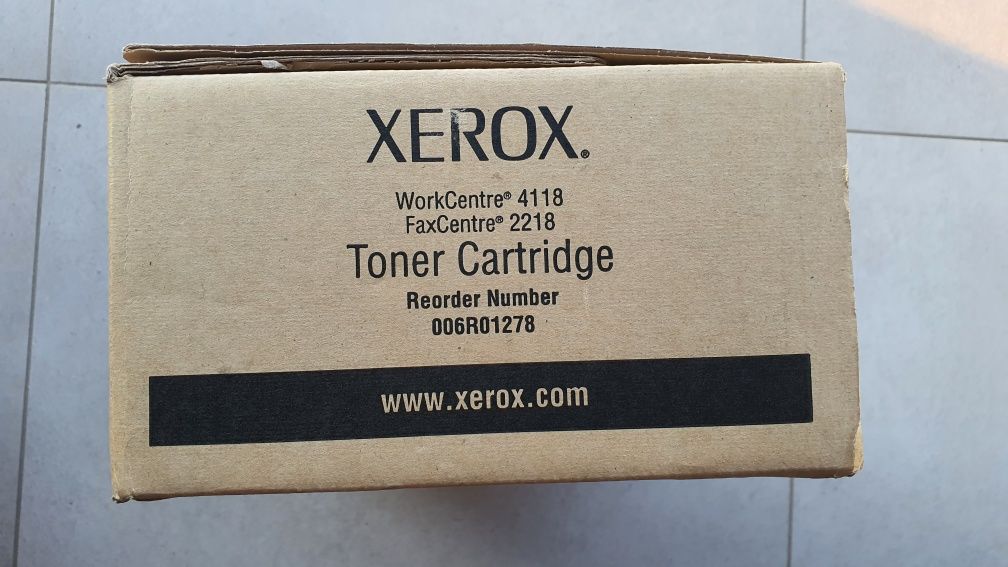 XEROX®
WorkCentre® 4118
FaxCentre® 2218
Toner Cartridge
Reorder Number
006R01278
www.xerox.com